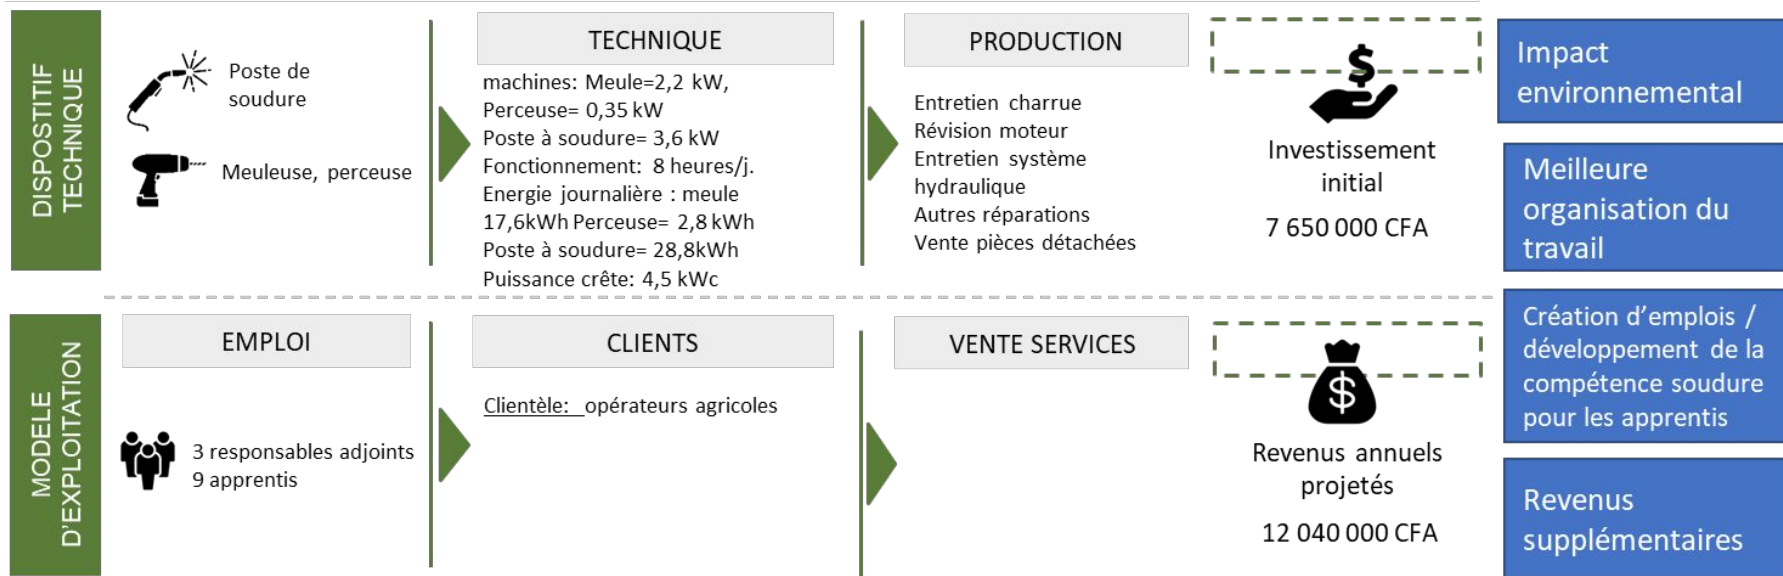 DISPOSTITIF
TECHNIQUE
Poste de
soudure
Meuleuse, perceuse
TECHNIQUE
machines: Meule=2,2 kW,
Perceuse= 0,35 kW
Poste à soudure= 3,6 kW
Fonctionnement: 8 heures/j.
Energie journalière : meule
17,6kWh Perceuse= 2,8 kWh
Poste à soudure= 28,8kWh
Puissance crête: 4,5 kWc
PRODUCTION
Entretien charrue
Révision moteur
Entretien système
hydraulique
Autres réparations
Vente pièces détachées
$
Investissement
initial
7 650 000 CFA
Impact
environnemental
Meilleure
organisation du
travail
MODELE
D'EXPLOITATION
EMPLOI
3 responsables adjoints
9 apprentis
CLIENTS
Clientèle: opérateurs agricoles
VENTE SERVICES
$
Revenus annuels
projetés
12 040 000 CFA
Création d'emplois /
développement de la
compétence soudure
pour les apprentis
Revenus
supplémentaires